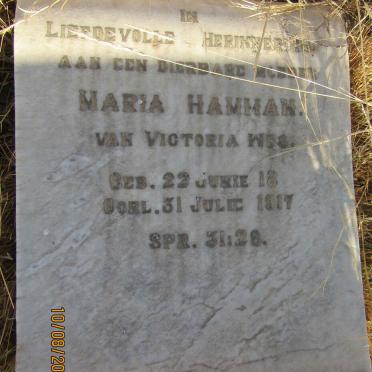 IN
LIEFDEVOLLE HERINNERING
AAN EEN DIERBARE MOEDER
MARIA HAMMAN.
VAN VICTORIA WES.
GEB. 22 JUNIE 18
OORL. 31 JULIE 1917
SPR. 31:28.
10/08/20